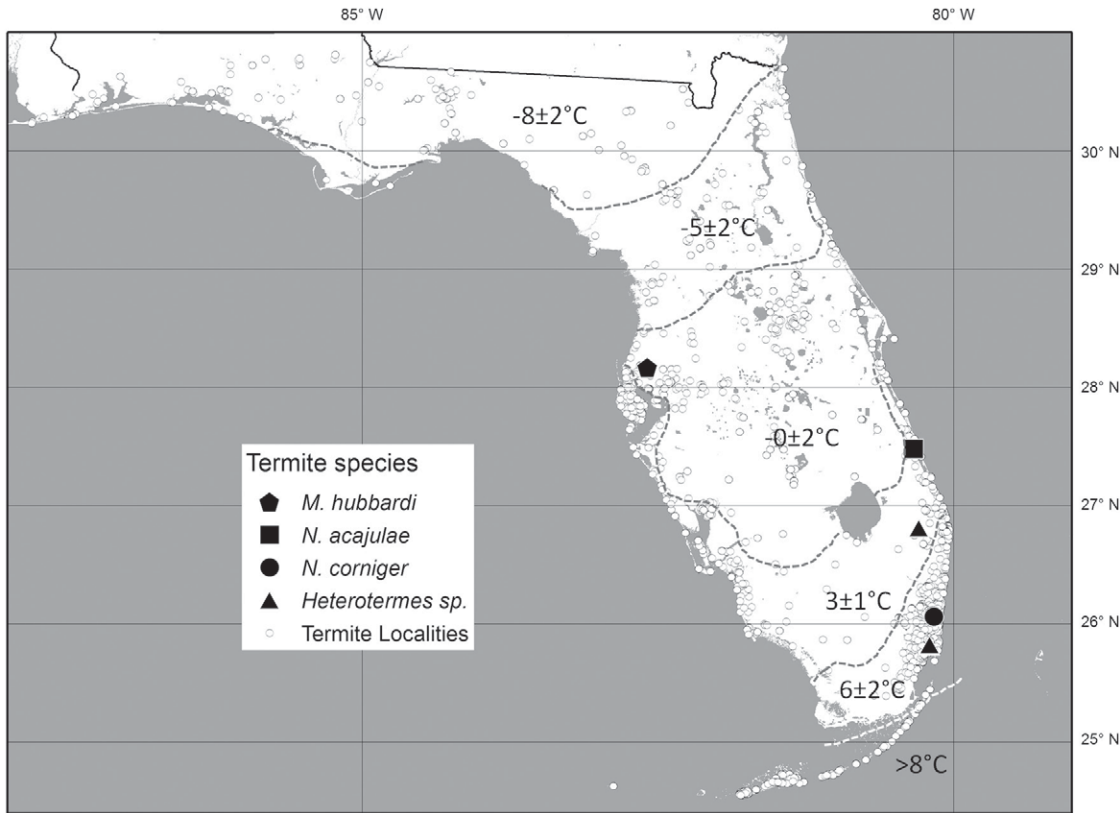 85° W
80° W
-8±2°C
30° N
-5±2°C
29° N
28° N
-0±2°C
Termite species
M. hubbardi
N. acajulae
N. corniger
Heterotermes sp.
Termite Localities
27° N
3±1°C
26° N
6±2°C
25° N
>8°C